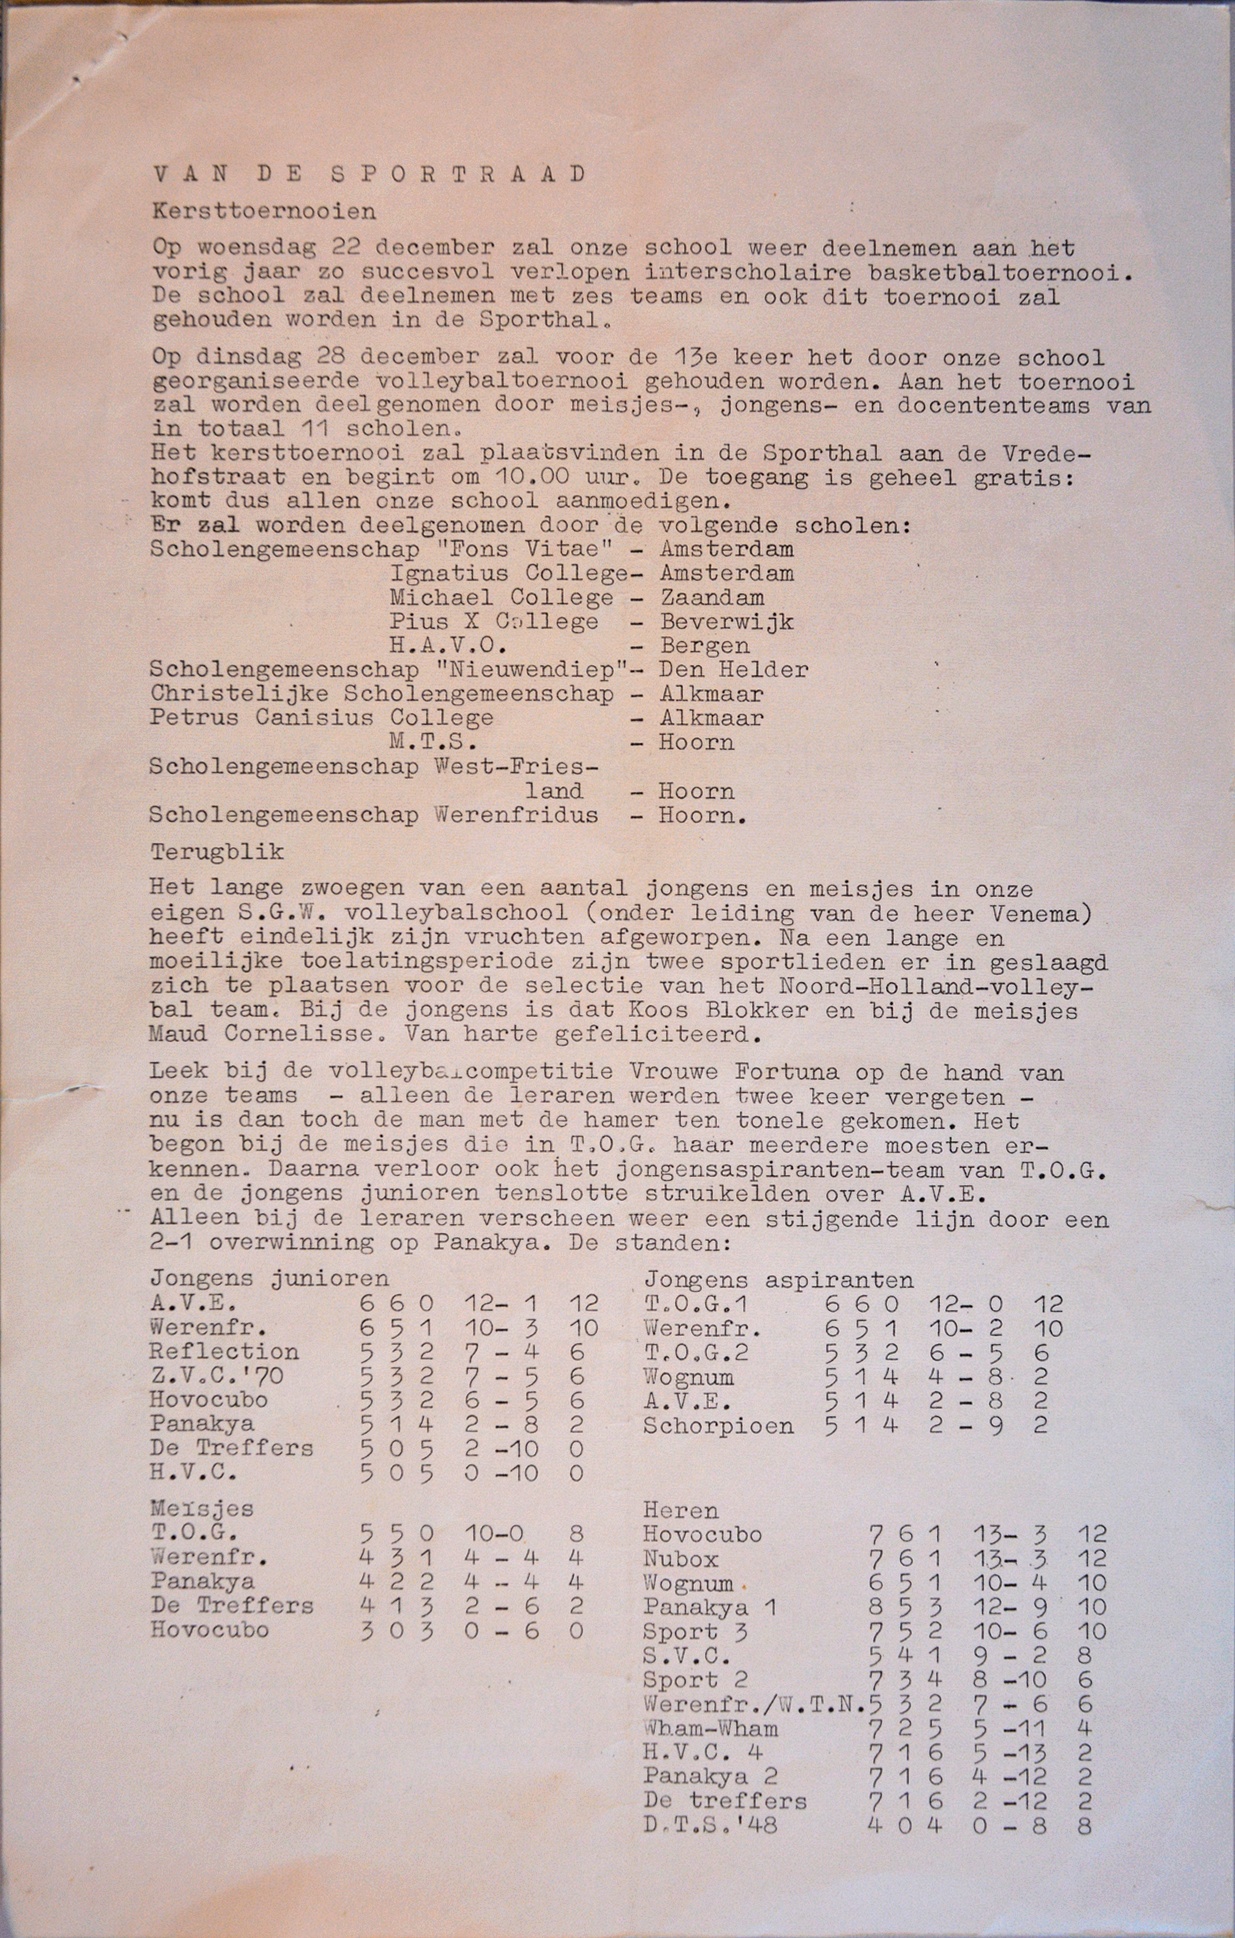 VAN DE SPORTRAAD
Kersttoernooien
Op woensdag 22 december zal onze school weer deelnemen aan het
vorig jaar zo succesvol verlopen interscholaire basketbaltoernooi.
De school zal deelnemen met zes teams en ook dit toernooi zal
gehouden worden in de Sporthal.
Op dinsdag 28 december zal voor de 13e keer het door onze school
georganiseerde volleybaltoernooi gehouden worden. Aan het toernooi
zal worden deelgenomen door meisjes-, jongens- en docententeams van
in totaal 11 scholen.
Het kersttoernooi zal plaatsvinden in de Sporthal aan de Vrede-
hofstraat en begint om 10.00 uur. De toegang is geheel gratis:
komt dus allen onze school aanmoedigen.
Er zal worden deelgenomen door de volgende scholen:
Scholengemeenschap "Fons Vitae" - Amsterdam
Ignatius College- Amsterdam
Michael College - Zaandam
Pius X College - Beverwijk
H.A.V.O. - Bergen
Scholengemeenschap "Nieuwendiep"- Den Helder
Christelijke Scholengemeenschap - Alkmaar
Petrus Canisius College - Alkmaar
M.T.S. - Hoorn
Scholengemeenschap West-Fries-
land - Hoorn
Scholengemeenschap Werenfridus - Hoorn.
Terugblik
Het lange zwoegen van een aantal jongens en meisjes in onze
eigen S.G.W. volleybalschool (onder leiding van de heer Venema)
heeft eindelijk zijn vruchten afgeworpen. Na een lange en
moeilijke toelatingsperiode zijn twee sportlieden er in geslaagd
zich te plaatsen voor de selectie van het Noord-Holland-volley-
bal team. Bij de jongens is dat Koos Blokker en bij de meisjes
Maud Cornelisse. Van harte gefeliciteerd.
Leek bij de volleybalcompetitie Vrouwe Fortuna op de hand van
onze teams - alleen de leraren werden twee keer vergeten -
nu is dan toch de man met de hamer ten tonele gekomen. Het
begon bij de meisjes die in T.O.G. haar meerdere moesten er-
kennen. Daarna verloor ook het jongensaspiranten-team van T.O.G.
en de jongens junioren tenslotte struikelden over A.V.E.
Alleen bij de leraren verscheen weer een stijgende lijn door een
2-1 overwinning op Panakya. De standen:
Jongens junioren
A.V.E. 6 6 0 12- 1 12
Werenfr. 6 5 1 10- 3 10
Reflection 5 3 2 7 - 4 6
Z.V.C.'70 5 3 2 7 - 5 6
Hovocubo 5 3 2 6 - 5 6
Panakya 5 1 4 2 - 8 2
De Treffers 5 0 5 2 -10 0
H.V.C. 5 0 5 0 -10 0
Jongens aspiranten
T.O.G.1 6 6 0 12- 0 12
Werenfr. 6 5 1 10- 2 10
T.O.G.2 5 3 2 6 - 5 6
Wognum 5 1 4 4 - 8 2
A.V.E. 5 1 4 2 - 8 2
Schorpioen 5 1 4 2 - 9 2
Meisjes
T.O.G. 5 5 0 10-0 8
Werenfr. 4 3 1 4 - 4 4
Panakya 4 2 2 4 - 4 4
De Treffers 4 1 3 2 - 6 2
Hovocubo 3 0 3 0 - 6 0
Heren
Hovocubo 7 6 1 13- 3 12
Nubox 7 6 1 13- 3 12
Wognum 6 5 1 10- 4 10
Panakya 1 8 5 3 12- 9 10
Sport 3 7 5 2 10- 6 10
S.V.C. 5 4 1 9 - 2 8
Sport 2 7 3 4 8 -10 6
Werenfr./W.T.N.5 3 2 7 - 6 6
Wham-Wham 7 2 5 5 -11 4
H.V.C. 4 7 1 6 5 -13 2
Panakya 2 7 1 6 4 -12 2
De treffers 7 1 6 2 -12 2
D.T.S.'48 4 0 4 0 - 8 8